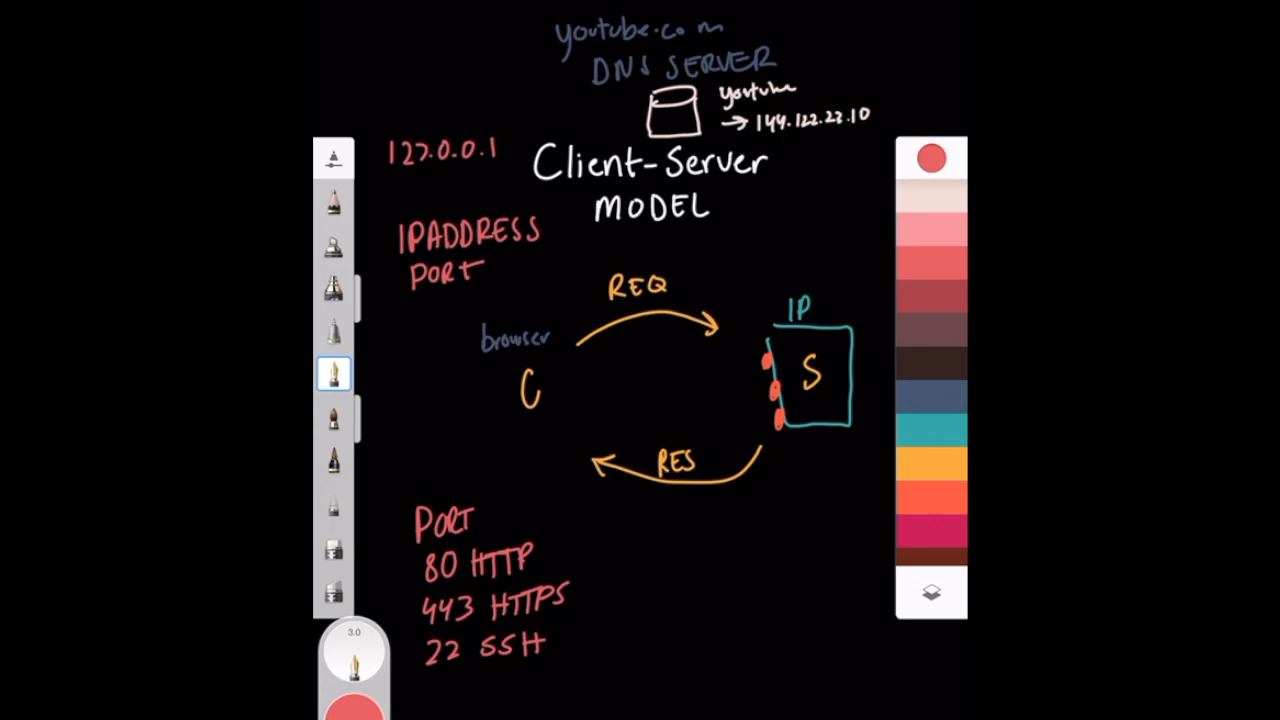 youtube.com
DNS SERVER
youtube
→ 144.122.22.10
127.0.0.1
Client-Server
MODEL
IPADDRESS
PORT
REQ
IP
browser
C
S
RES
PORT
80 HTTP
443 HTTPS
22 SSH
3.0